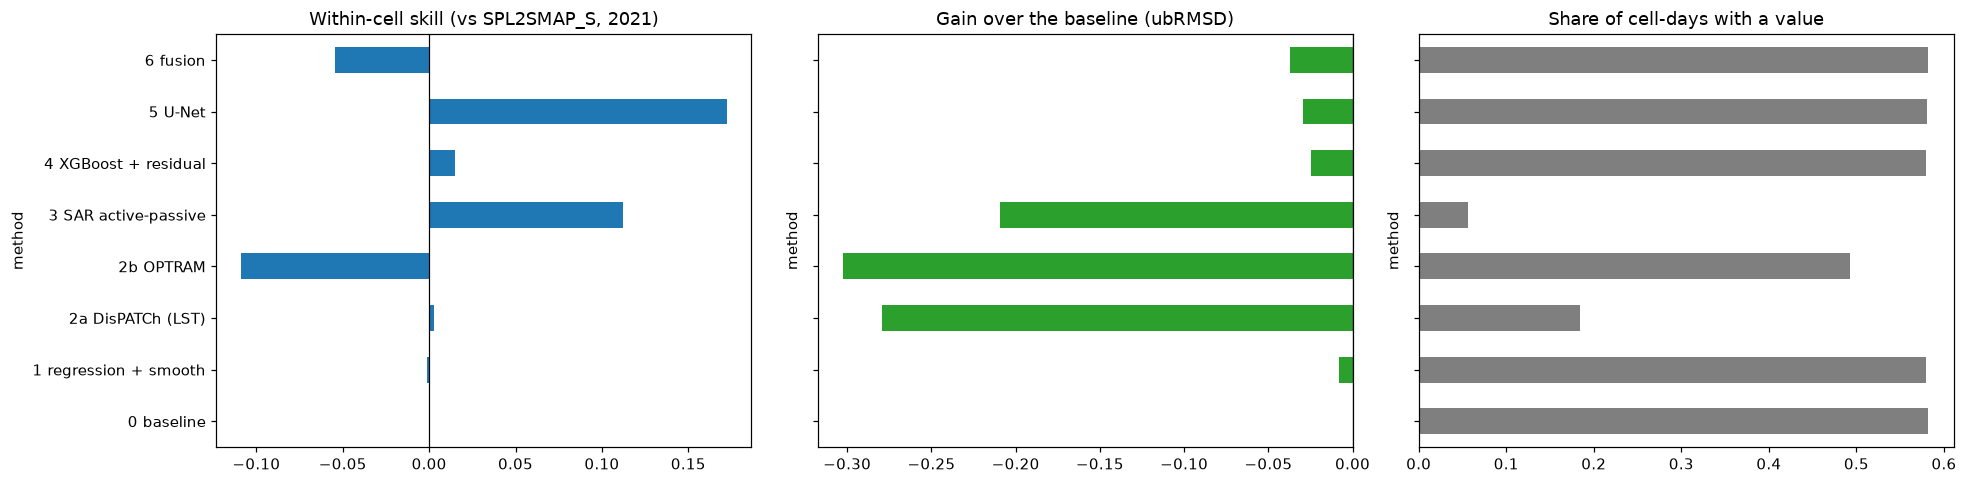 Within-cell skill (vs SPL2SMAP_S, 2021)
Gain over the baseline (ubRMSD)
Share of cell-days with a value
method
6 fusion
5 U-Net
4 XGBoost + residual
3 SAR active-passive
2b OPTRAM
2a DisPATCh (LST)
1 regression + smooth
0 baseline
−0.10 −0.05 0.00 0.05 0.10 0.15
method
−0.30 −0.25 −0.20 −0.15 −0.10 −0.05 0.00
method
0.0 0.1 0.2 0.3 0.4 0.5 0.6